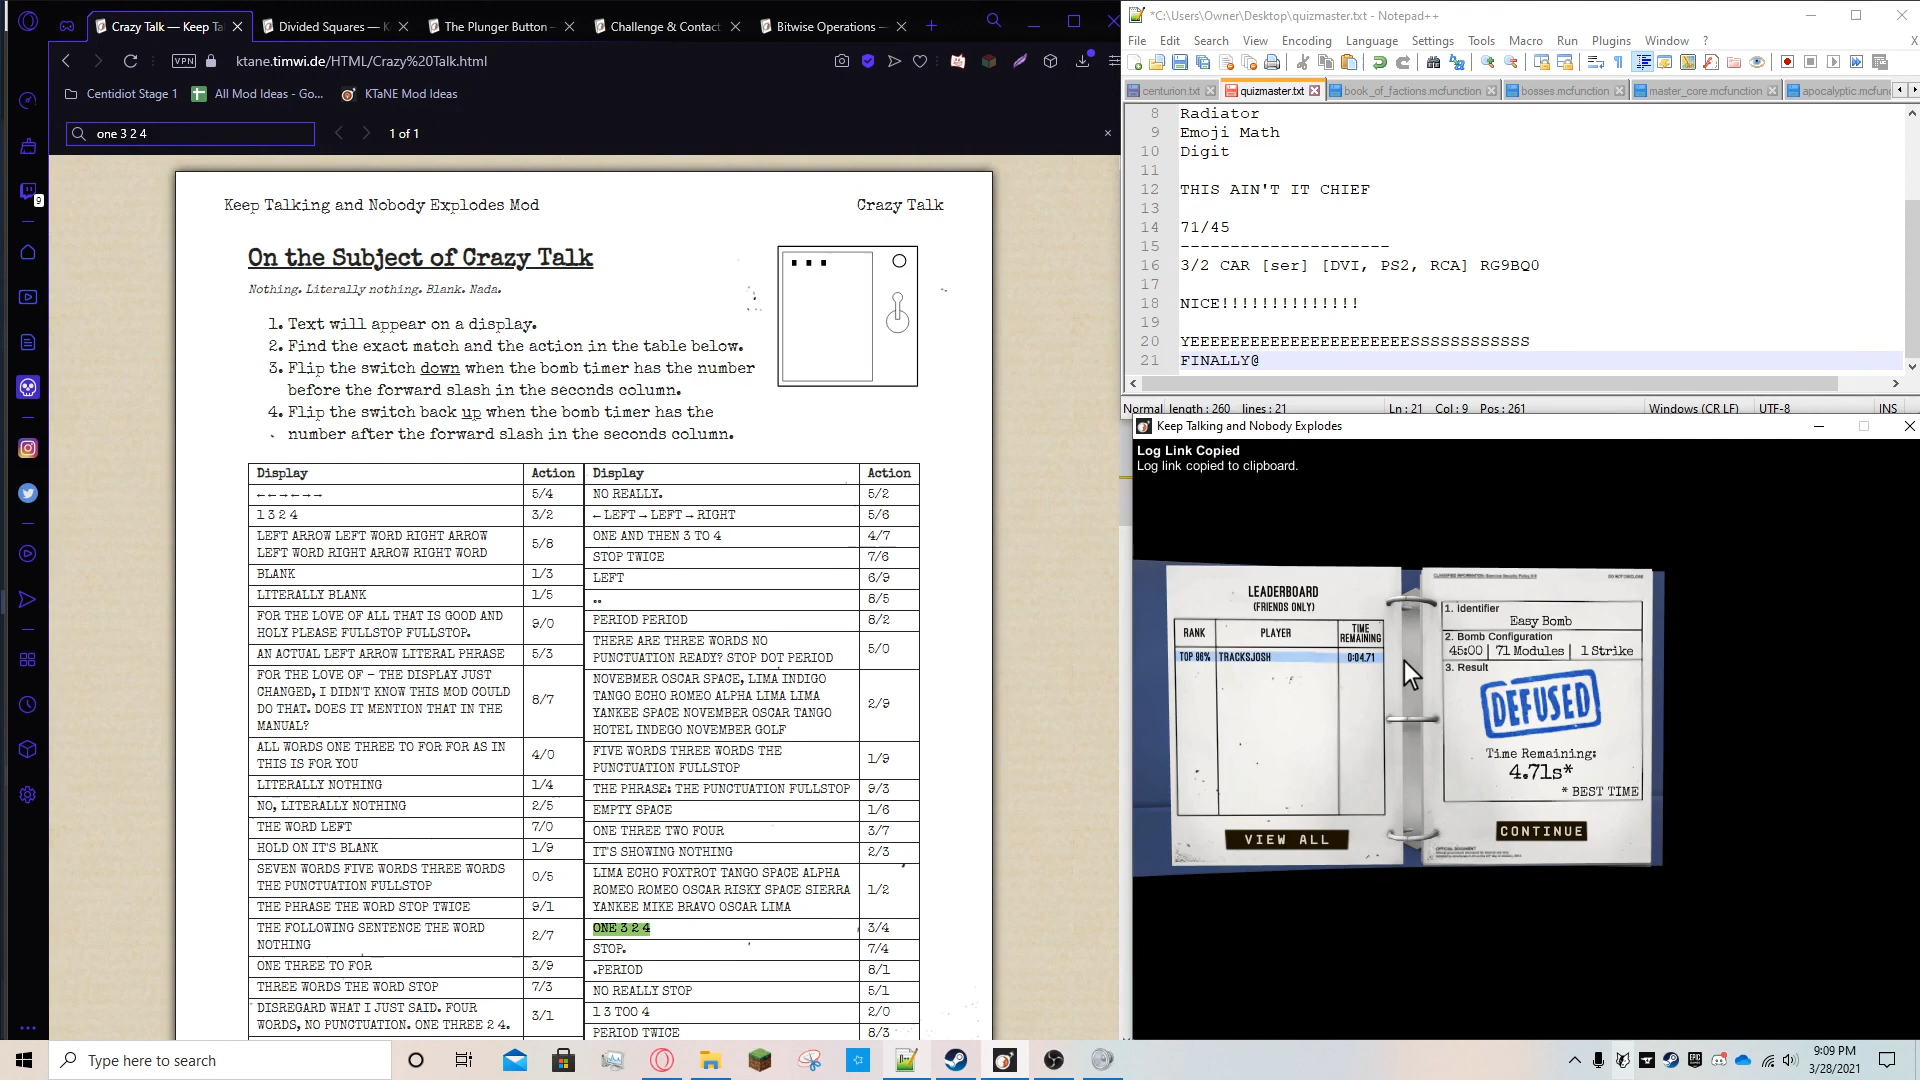 Crazy Talk — Keep Tal
Divided Squares — K
The Plunger Button –
Challenge & Contact
Bitwise Operations –
VPN
ktane.timwi.de/HTML/Crazy%20Talk.html
Centidiot Stage 1
All Mod Ideas - Go...
KTaNE Mod Ideas
one 3 2 4
1 of 1
9
Keep Talking and Nobody Explodes Mod
Crazy Talk
On the Subject of Crazy Talk
Nothing. Literally nothing. Blank. Nada.
1. Text will appear on a display.
2. Find the exact match and the action in the table below.
3. Flip the switch down when the bomb timer has the number
before the forward slash in the seconds column.
4. Flip the switch back up when the bomb timer has the
number after the forward slash in the seconds column.
Display Action
←←→←→→ 5/4
1 3 2 4 3/2
LEFT ARROW LEFT WORD RIGHT ARROW
LEFT WORD RIGHT ARROW RIGHT WORD 5/8
BLANK 1/3
LITERALLY BLANK 1/5
FOR THE LOVE OF ALL THAT IS GOOD AND
HOLY PLEASE FULLSTOP FULLSTOP. 9/0
AN ACTUAL LEFT ARROW LITERAL PHRASE 5/3
FOR THE LOVE OF - THE DISPLAY JUST
CHANGED, I DIDN'T KNOW THIS MOD COULD
DO THAT. DOES IT MENTION THAT IN THE
MANUAL? 8/7
ALL WORDS ONE THREE TO FOR FOR AS IN
THIS IS FOR YOU 4/0
LITERALLY NOTHING 1/4
NO, LITERALLY NOTHING 2/5
THE WORD LEFT 7/0
HOLD ON IT'S BLANK 1/9
SEVEN WORDS FIVE WORDS THREE WORDS
THE PUNCTUATION FULLSTOP 0/5
THE PHRASE THE WORD STOP TWICE 9/1
THE FOLLOWING SENTENCE THE WORD
NOTHING 2/7
ONE THREE TO FOR 3/9
THREE WORDS THE WORD STOP 7/3
DISREGARD WHAT I JUST SAID. FOUR
WORDS, NO PUNCTUATION. ONE THREE 2 4. 3/1
Display Action
NO REALLY. 5/2
← LEFT → LEFT → RIGHT 5/6
ONE AND THEN 3 TO 4 4/7
STOP TWICE 7/6
LEFT 6/9
.. 8/5
PERIOD PERIOD 8/2
THERE ARE THREE WORDS NO
PUNCTUATION READY? STOP DOT PERIOD 5/0
NOVEBMER OSCAR SPACE, LIMA INDIGO
TANGO ECHO ROMEO ALPHA LIMA LIMA
YANKEE SPACE NOVEMBER OSCAR TANGO
HOTEL INDEGO NOVEMBER GOLF 2/9
FIVE WORDS THREE WORDS THE
PUNCTUATION FULLSTOP 1/9
THE PHRASE: THE PUNCTUATION FULLSTOP 9/3
EMPTY SPACE 1/6
ONE THREE TWO FOUR 3/7
IT'S SHOWING NOTHING 2/3
LIMA ECHO FOXTROT TANGO SPACE ALPHA
ROMEO ROMEO OSCAR RISKY SPACE SIERRA
YANKEE MIKE BRAVO OSCAR LIMA 1/2
ONE 3 2 4 3/4
STOP. 7/4
.PERIOD 8/1
NO REALLY STOP 5/1
1 3 TOO 4 2/0
PERIOD TWICE 8/3
*C:\Users\Owner\Desktop\quizmaster.txt - Notepad++
File Edit Search View Encoding Language Settings Tools Macro Run Plugins Window ? X
centurion.txt
quizmaster.txt
book_of_factions.mcfunction
bosses.mcfunction
master_core.mcfunction
apocalyptic.mcfun
8 Radiator
9 Emoji Math
10 Digit
11
12 THIS AIN'T IT CHIEF
13
14 71/45
15 ---------------------
16 3/2 CAR [ser] [DVI, PS2, RCA] RG9BQ0
17
18 NICE!!!!!!!!!!!!!!
19
20 YEEEEEEEEEEEEEEEEEEEEEESSSSSSSSSSSS
21 FINALLY@
Normal length : 260 lines : 21
Ln : 21 Col : 9 Pos : 261
Windows (CR LF)
UTF-8
INS
Keep Talking and Nobody Explodes
Log Link Copied
Log link copied to clipboard.
LEADERBOARD
(FRIENDS ONLY)
RANK PLAYER TIME REMAINING
TOP 96% TRACKSJOSH 0:04.71
VIEW ALL
1. Identifier
Easy Bomb
2. Bomb Configuration
45:00 71 Modules 1 Strike
3. Result
DEFUSED
Time Remaining:
4.71s*
* BEST TIME
CONTINUE
Type here to search
9:09 PM
3/28/2021